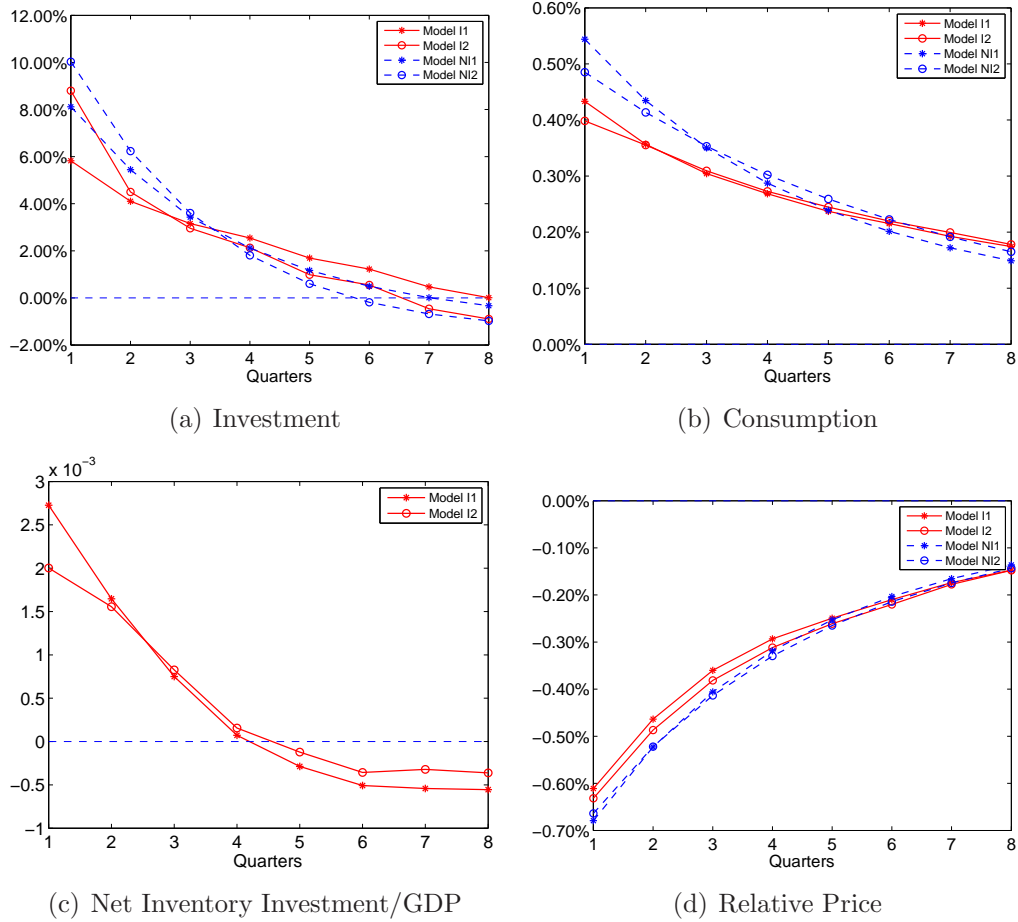 12.00%
10.00%
8.00%
6.00%
4.00%
2.00%
0.00%
−2.00%
1 2 3 4 5 6 7 8
Quarters
Model I1
Model I2
Model NI1
Model NI2
(a) Investment
0.60%
0.50%
0.40%
0.30%
0.20%
0.10%
0.00%
1 2 3 4 5 6 7 8
Quarters
Model I1
Model I2
Model NI1
Model NI2
(b) Consumption
x 10⁻³
3
2.5
2
1.5
1
0.5
0
−0.5
−1
1 2 3 4 5 6 7 8
Quarters
Model I1
Model I2
(c) Net Inventory Investment/GDP
0.00%
−0.10%
−0.20%
−0.30%
−0.40%
−0.50%
−0.60%
−0.70%
1 2 3 4 5 6 7 8
Quarters
Model I1
Model I2
Model NI1
Model NI2
(d) Relative Price